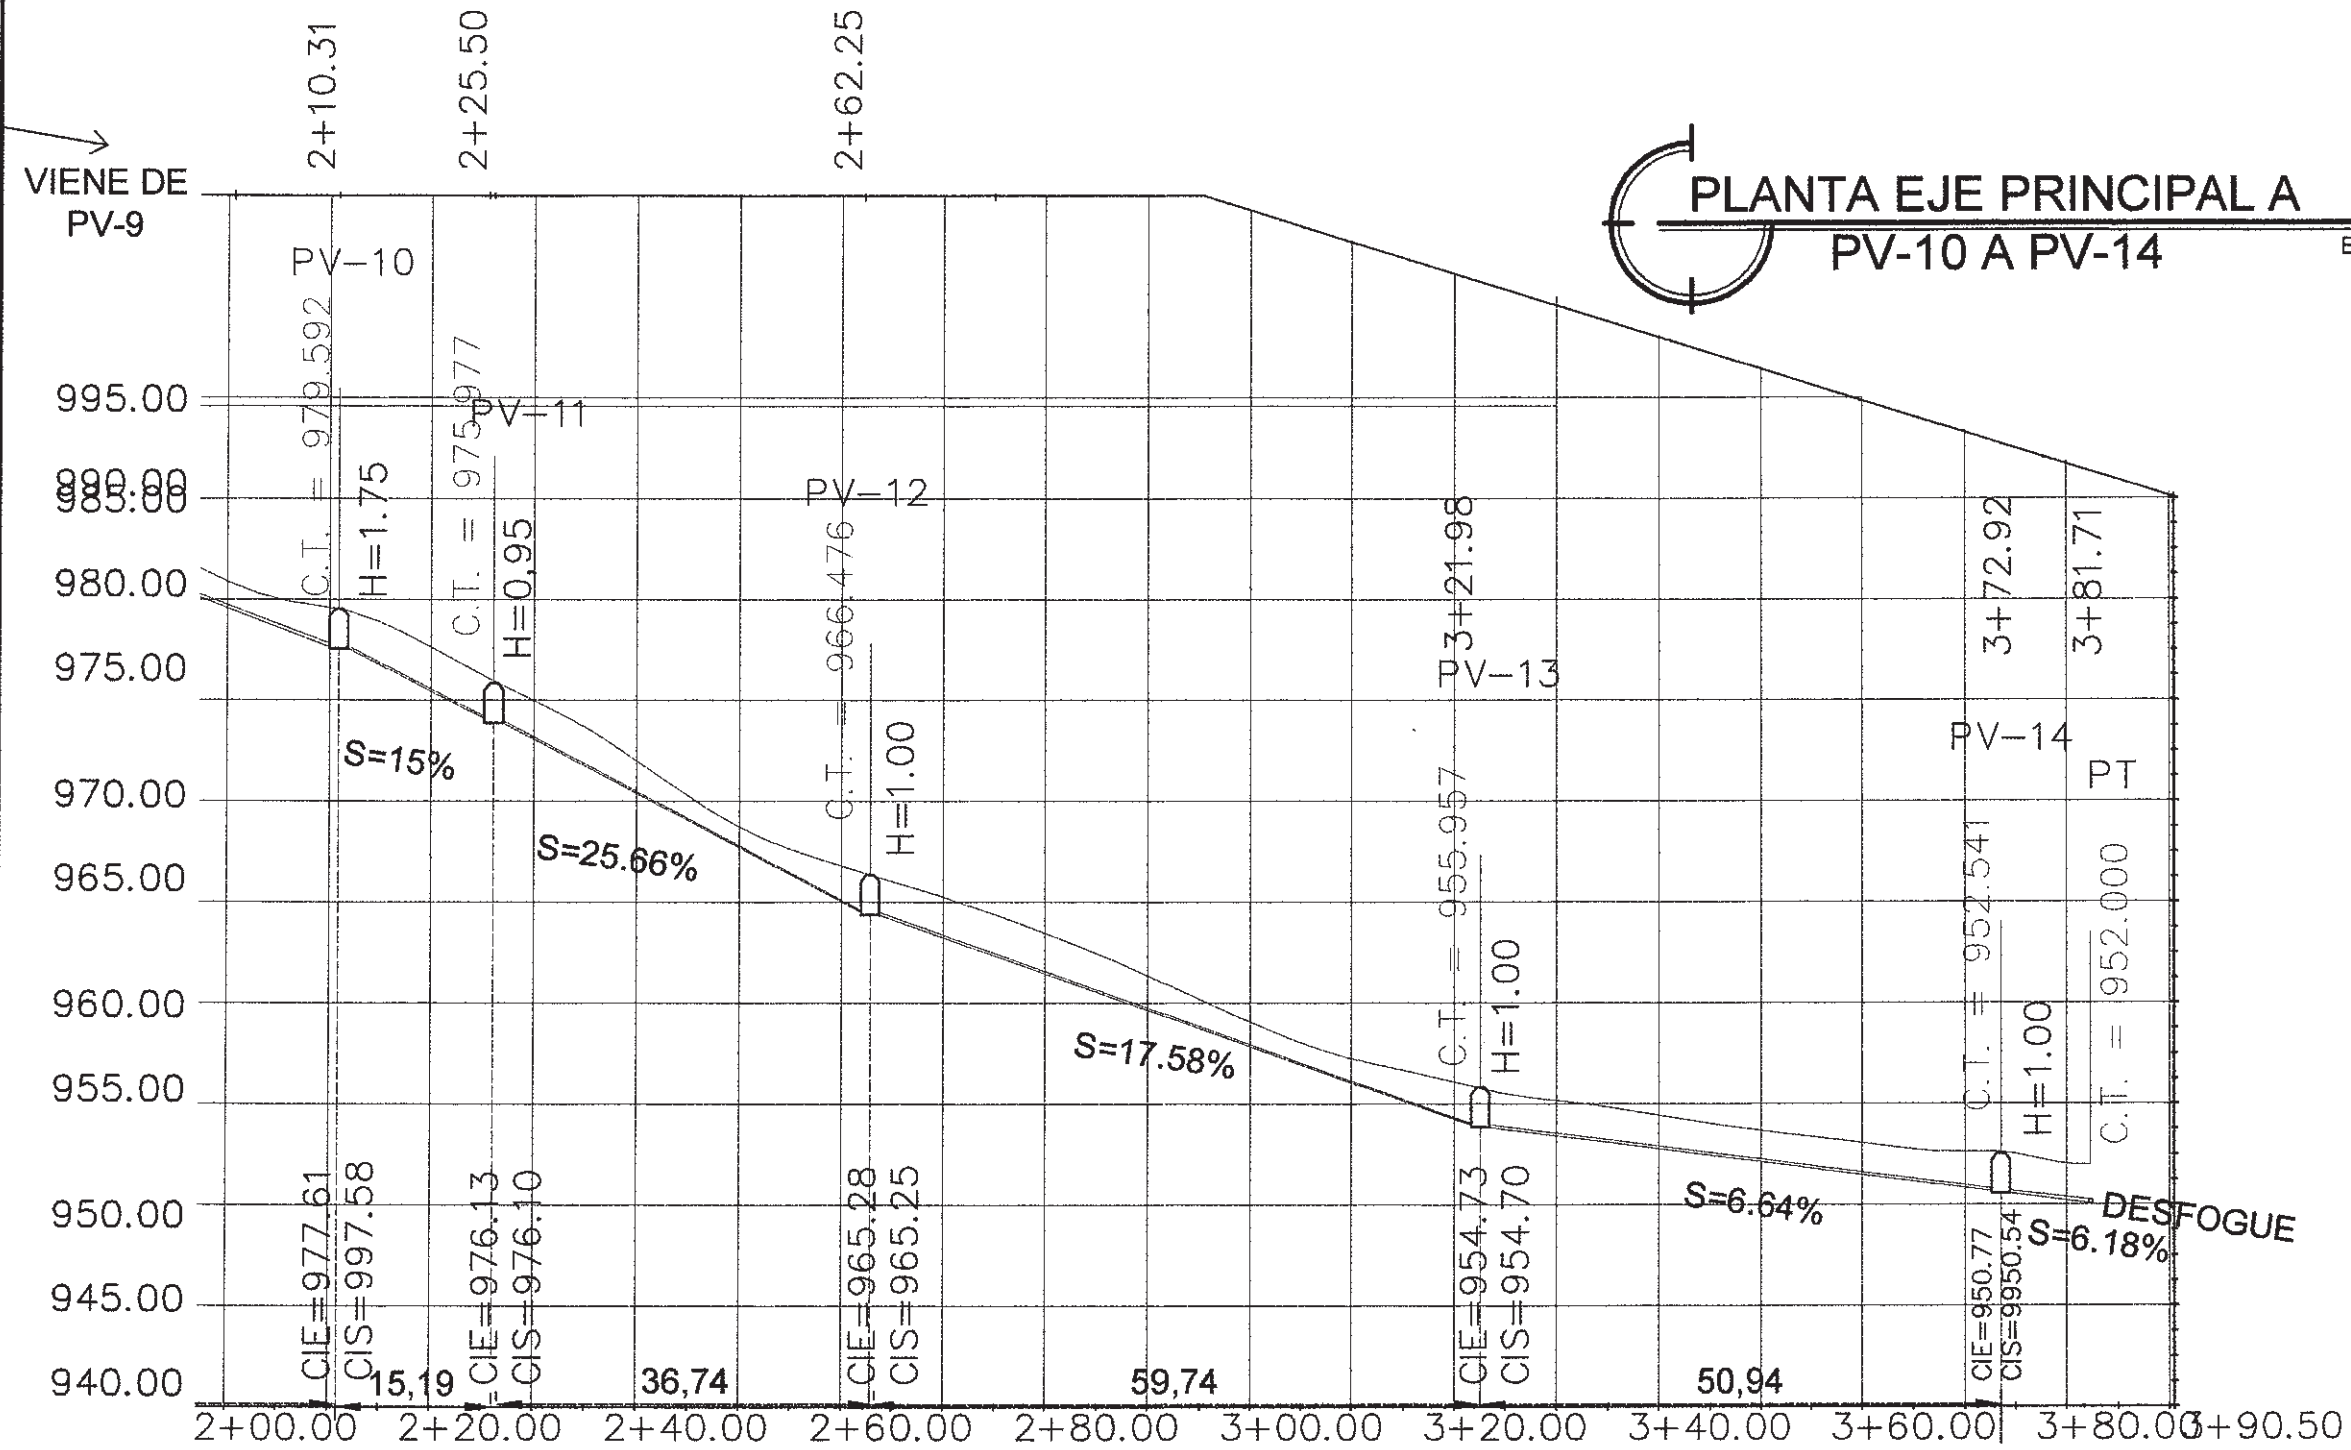 2+10.31
2+25.50
2+62.25
VIENE DE
PV-9
PLANTA EJE PRINCIPAL A
PV-10 A PV-14
E
PV-10
C.T. = 979.592
H=1.75
PV-11
C.T. = 975.977
H=0,95
PV-12
C.T. = 966.476
H=1.00
3+21.98
PV-13
C.T. = 955.957
H=1.00
3+72.92
PV-14
C.T. = 952.541
H=1.00
3+81.71
PT
C.T. = 952.000
995.00
990.00
985.00
980.00
975.00
970.00
965.00
960.00
955.00
950.00
945.00
940.00
S=15%
S=25.66%
S=17.58%
S=6.64%
DESFOGUE
S=6.18%
CIE=977.61
CIS=997.58
CIE=976.13
CIS=976.10
CIE=965.28
CIS=965.25
CIE=954.73
CIS=954.70
CIE=950.77
CIS=9950.54
15,19
36,74
59,74
50,94
2+00.00
2+20.00
2+40.00
2+60.00
2+80.00
3+00.00
3+20.00
3+40.00
3+60.00
3+80.00
3+90.50